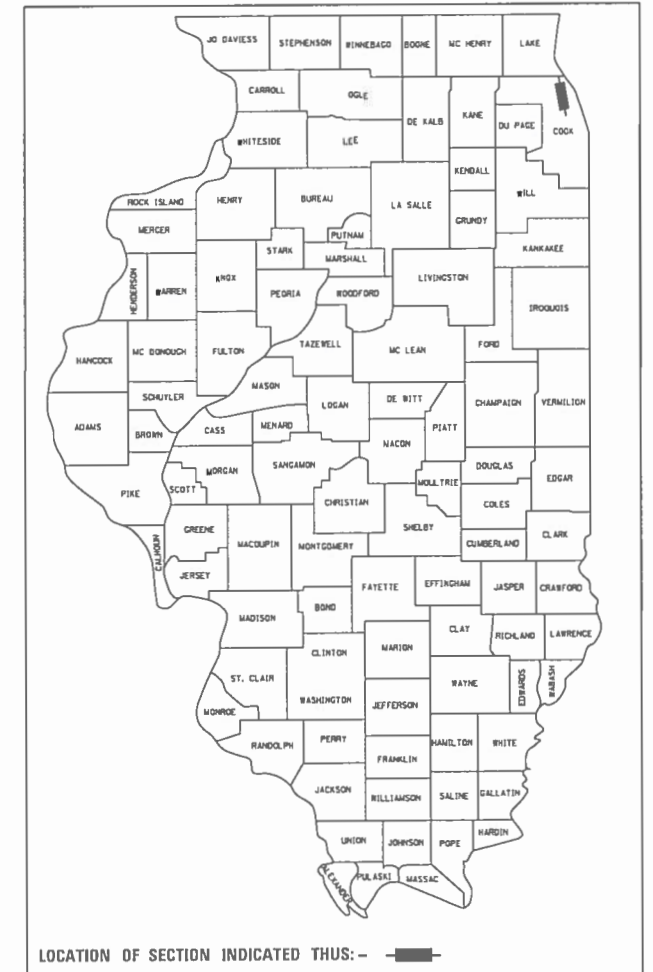 JO DAVIESS STEPHENSON WINNEBAGO BOONE MC HENRY LAKE
CARROLL OGLE DE KALB KANE DU PAGE COOK
WHITESIDE LEE
KENDALL WILL
ROCK ISLAND HENRY BUREAU LA SALLE GRUNDY
MERCER PUTNAM
STARK MARSHALL KANKAKEE
HENDERSON WARREN KNOX PEORIA WOODFORD LIVINGSTON IROQUOIS
HANCOCK MC DONOUGH FULTON TAZEWELL MC LEAN FORD
MASON
SCHUYLER LOGAN DE WITT CHAMPAIGN VERMILION
ADAMS BROWN CASS MENARD MACON PIATT
MORGAN SANGAMON DOUGLAS EDGAR
PIKE SCOTT CHRISTIAN MOULTRIE COLES
GREENE MACOUPIN MONTGOMERY SHELBY CUMBERLAND CLARK
CALHOUN JERSEY
FAYETTE EFFINGHAM JASPER CRAWFORD
MADISON BOND
CLAY RICHLAND LAWRENCE
CLINTON MARION
ST. CLAIR WAYNE EDWARDS WABASH
MONROE WASHINGTON JEFFERSON
RANDOLPH PERRY HAMILTON WHITE
FRANKLIN
JACKSON WILLIAMSON SALINE GALLATIN
UNION JOHNSON POPE HARDIN
ALEXANDER PULASKI MASSAC
LOCATION OF SECTION INDICATED THUS: -